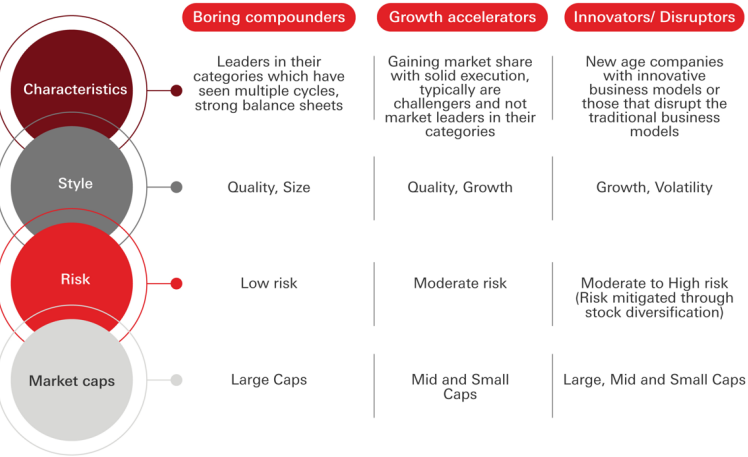 Boring compounders
Growth accelerators
Innovators/ Disruptors
Characteristics
Leaders in their
categories which have
seen multiple cycles,
strong balance sheets
Gaining market share
with solid execution,
typically are
challengers and not
market leaders in their
categories
New age companies
with innovative
business models or
those that disrupt the
traditional business
models
Style
Quality, Size
Quality, Growth
Growth, Volatility
Risk
Low risk
Moderate risk
Moderate to High risk
(Risk mitigated through
stock diversification)
Market caps
Large Caps
Mid and Small
Caps
Large, Mid and Small Caps